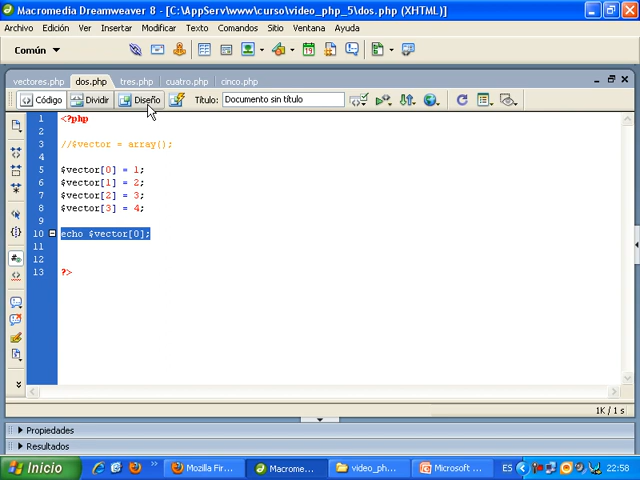 Macromedia Dreamweaver 8 - [C:\AppServ\www\curso\video_php_5\dos.php (XHTML)]
Archivo Edición Ver Insertar Modificar Texto Comandos Sitio Ventana Ayuda
Común
vectores.php dos.php tres.php cuatro.php cinco.php
Código Dividir Diseño Título: Documento sin título
1 <?php
2
3 //$vector = array();
4
5 $vector[0] = 1;
6 $vector[1] = 2;
7 $vector[2] = 3;
8 $vector[3] = 4;
9
10 echo $vector[0];
11
12
13 ?>
1K / 1 s
Propiedades
Resultados
Inicio Mozilla Fir... Macrome... video_ph... Microsoft ... ES 22:58